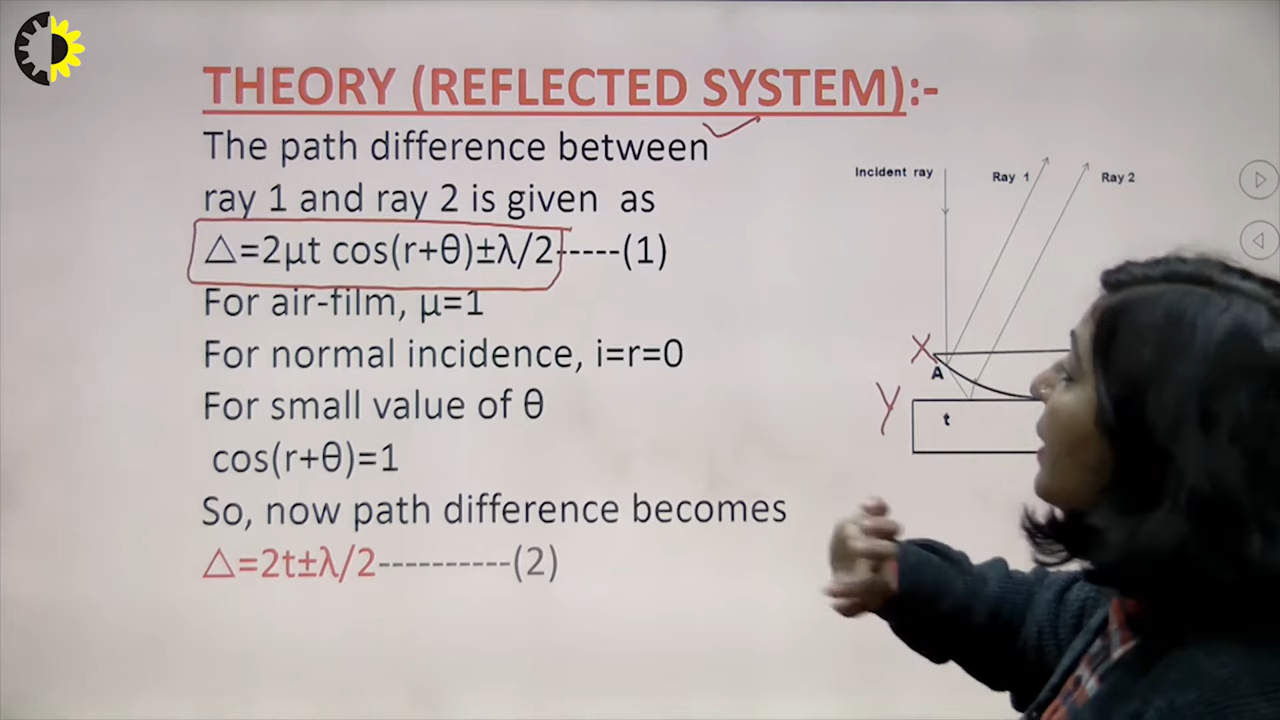 THEORY (REFLECTED SYSTEM):-
The path difference between
ray 1 and ray 2 is given as
△=2µt cos(r+θ)±λ/2-----(1)
For air-film, µ=1
For normal incidence, i=r=0
For small value of θ
cos(r+θ)=1
So, now path difference becomes
△=2t±λ/2----------(2)
Incident ray
Ray 1
Ray 2
X
A
Y
t